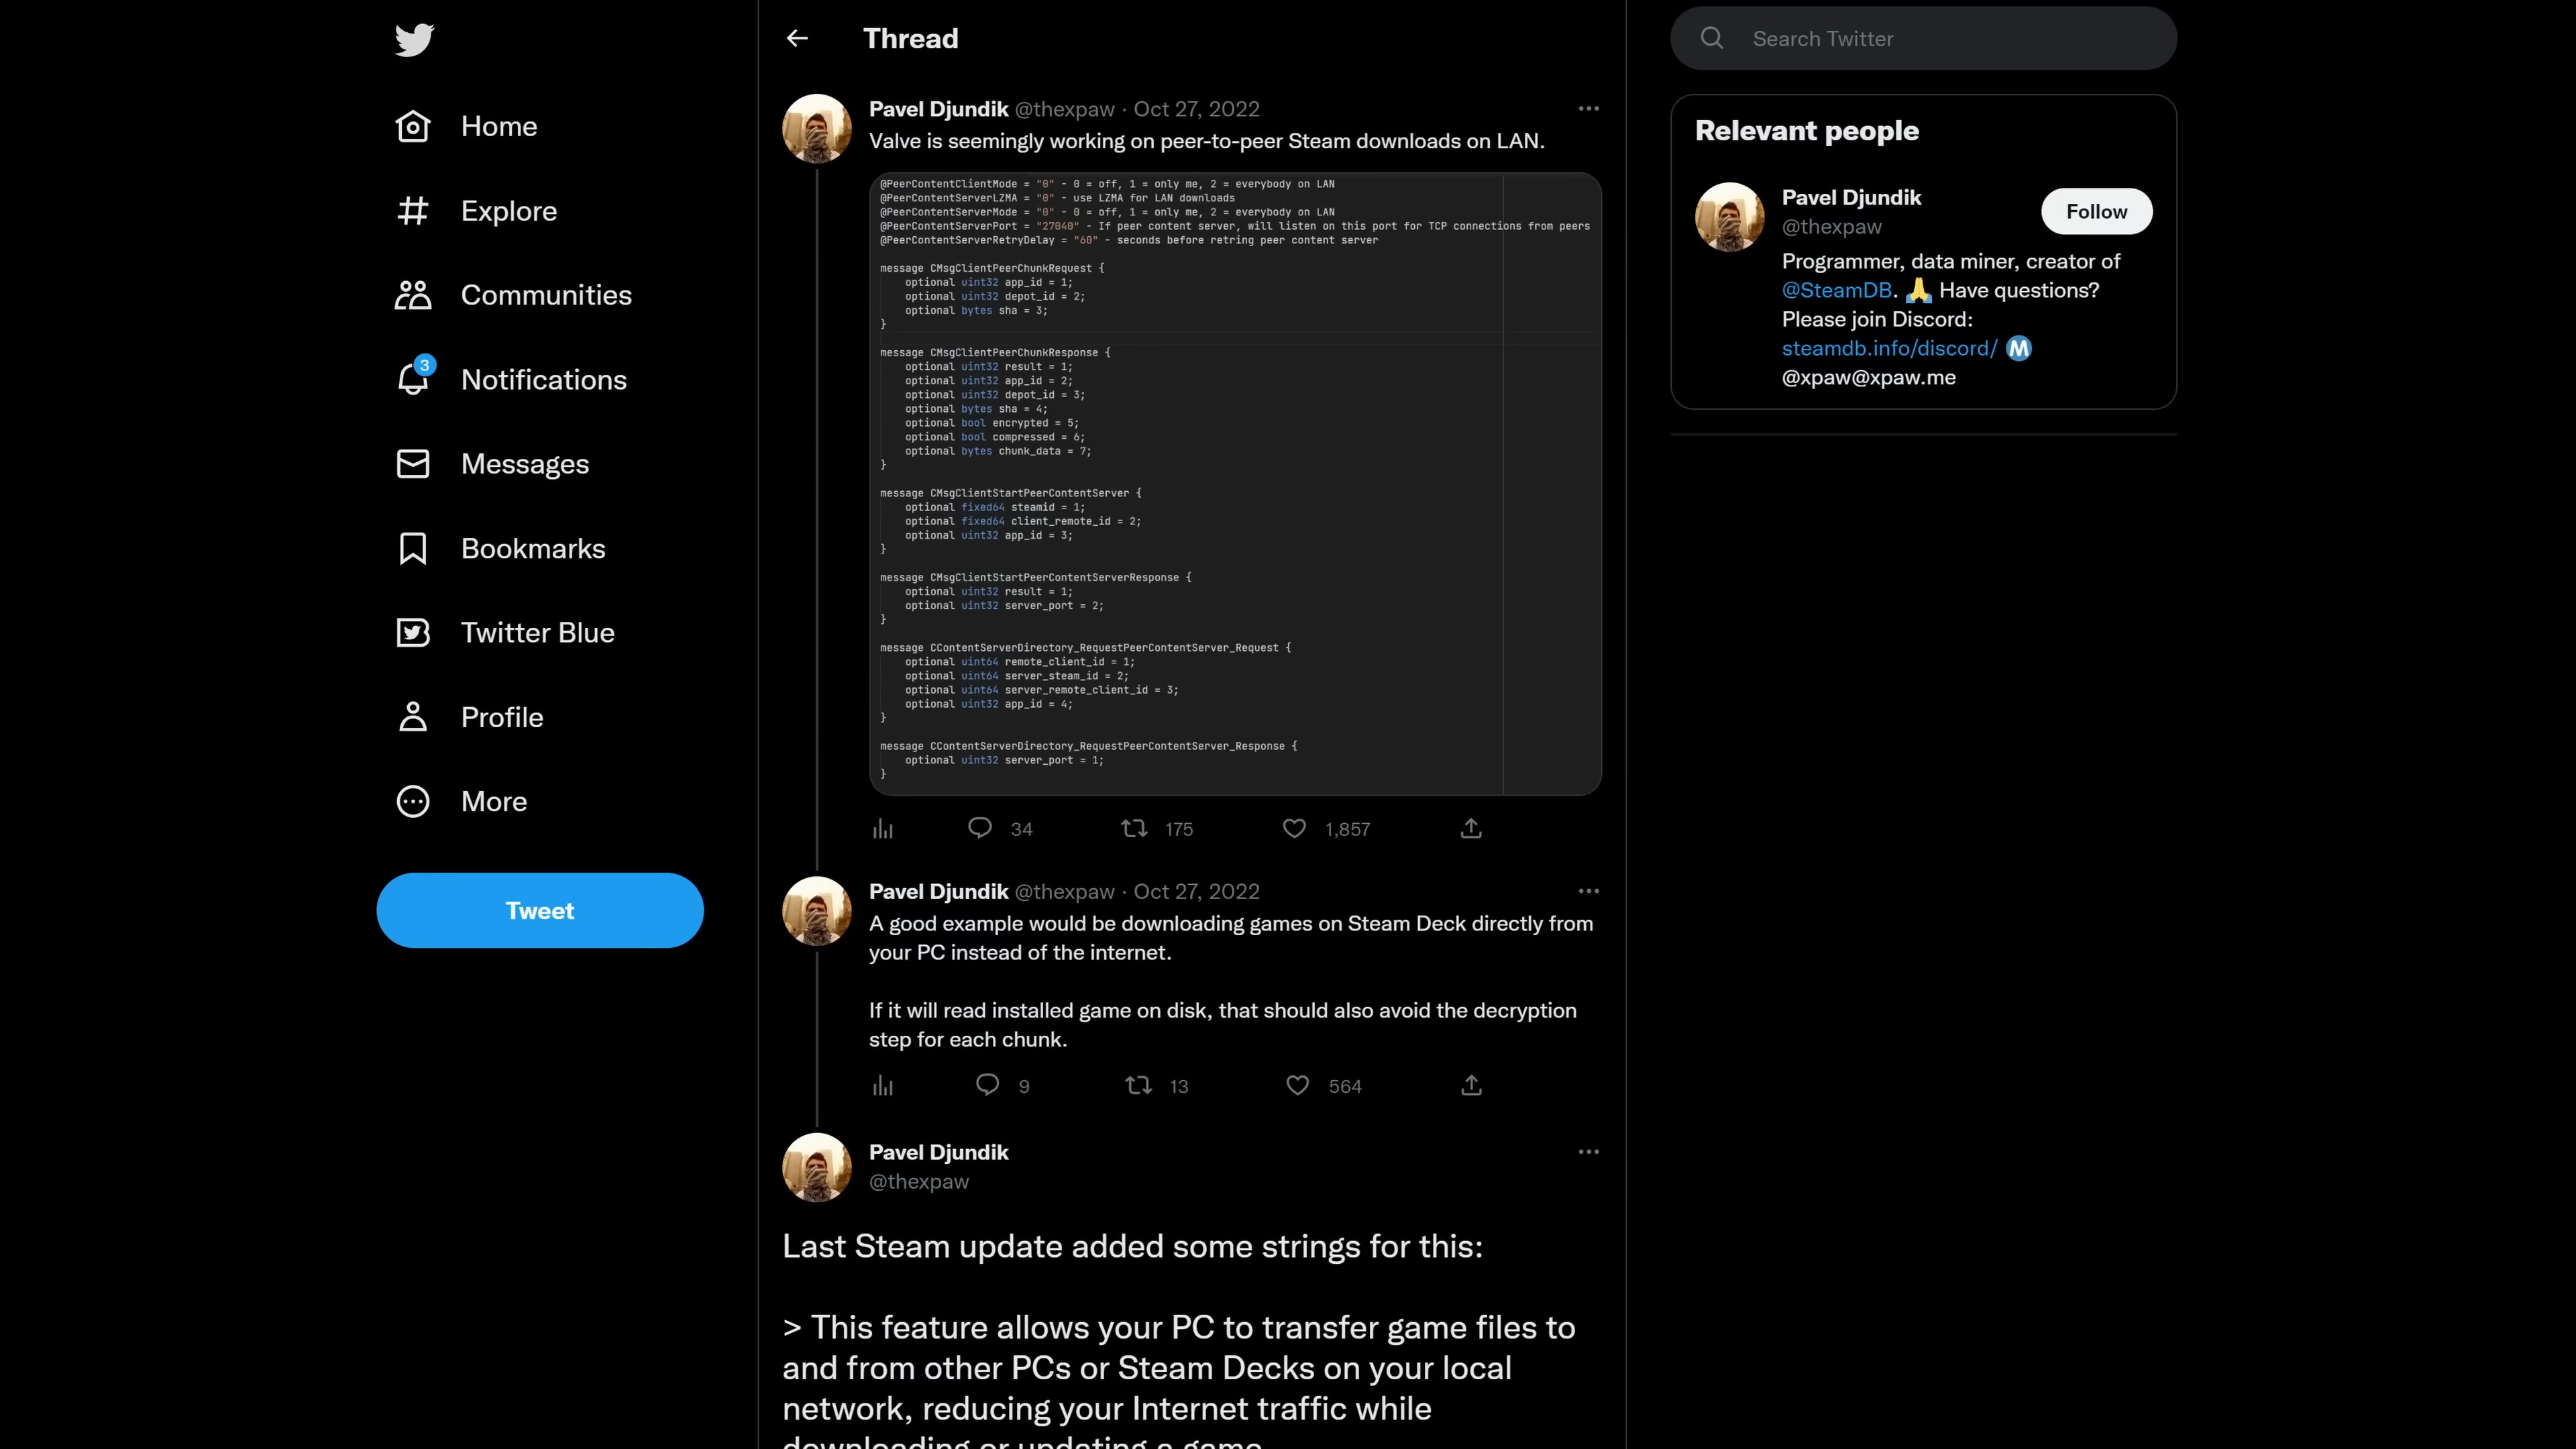 Home
Explore
Communities
3
Notifications
Messages
Bookmarks
Twitter Blue
Profile
More
Tweet
Thread
Pavel Djundik @thexpaw · Oct 27, 2022
Valve is seemingly working on peer-to-peer Steam downloads on LAN.
@PeerContentClientMode = "0" - 0 = off, 1 = only me, 2 = everybody on LAN
@PeerContentServerLZMA = "0" - use LZMA for LAN downloads
@PeerContentServerMode = "0" - 0 = off, 1 = only me, 2 = everybody on LAN
@PeerContentServerPort = "27040" - If peer content server, will listen on this port for TCP connections from peers
@PeerContentServerRetryDelay = "60" - seconds before retring peer content server
message CMsgClientPeerChunkRequest {
optional uint32 app_id = 1;
optional uint32 depot_id = 2;
optional bytes sha = 3;
}
message CMsgClientPeerChunkResponse {
optional uint32 result = 1;
optional uint32 app_id = 2;
optional uint32 depot_id = 3;
optional bytes sha = 4;
optional bool encrypted = 5;
optional bool compressed = 6;
optional bytes chunk_data = 7;
}
message CMsgClientStartPeerContentServer {
optional fixed64 steamid = 1;
optional fixed64 client_remote_id = 2;
optional uint32 app_id = 3;
}
message CMsgClientStartPeerContentServerResponse {
optional uint32 result = 1;
optional uint32 server_port = 2;
}
message CContentServerDirectory_RequestPeerContentServer_Request {
optional uint64 remote_client_id = 1;
optional uint64 server_steam_id = 2;
optional uint64 server_remote_client_id = 3;
optional uint32 app_id = 4;
}
message CContentServerDirectory_RequestPeerContentServer_Response {
optional uint32 server_port = 1;
}
34 175 1,857
Pavel Djundik @thexpaw · Oct 27, 2022
A good example would be downloading games on Steam Deck directly from
your PC instead of the internet.
If it will read installed game on disk, that should also avoid the decryption
step for each chunk.
9 13 564
Pavel Djundik
@thexpaw
Last Steam update added some strings for this:
> This feature allows your PC to transfer game files to
and from other PCs or Steam Decks on your local
network, reducing your Internet traffic while
downloading or updating a game
Search Twitter
Relevant people
Pavel Djundik
@thexpaw
Follow
Programmer, data miner, creator of
@SteamDB. 🙏 Have questions?
Please join Discord:
steamdb.info/discord/ Ⓜ️
@xpaw@xpaw.me